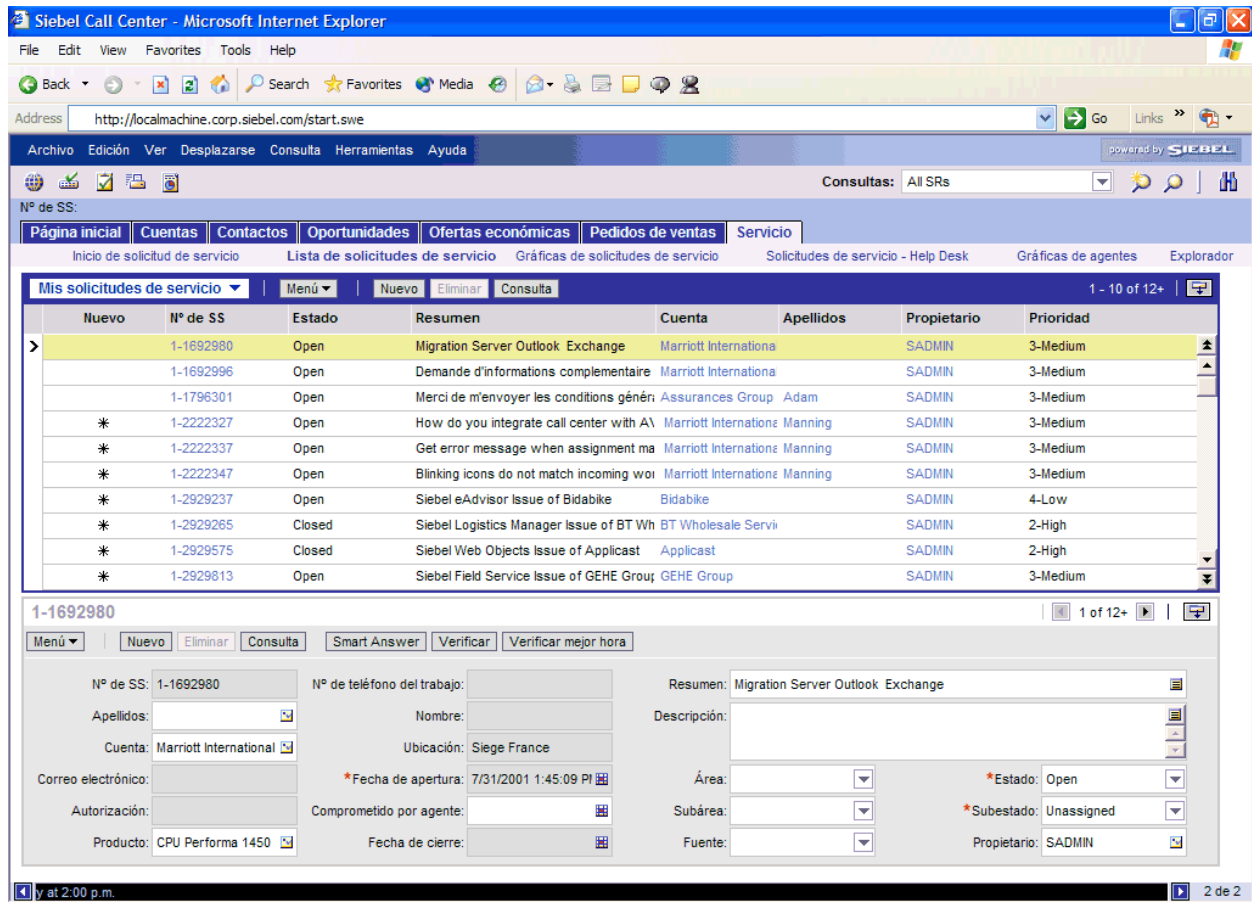 Siebel Call Center - Microsoft Internet Explorer
File Edit View Favorites Tools Help
Back Search Favorites Media
Address http://localmachine.corp.siebel.com/start.swe Go Links »
Archivo Edición Ver Desplazarse Consulta Herramientas Ayuda powered by SIEBEL
Consultas: All SRs
Nº de SS:
Página inicial Cuentas Contactos Oportunidades Ofertas económicas Pedidos de ventas Servicio
Inicio de solicitud de servicio Lista de solicitudes de servicio Gráficas de solicitudes de servicio Solicitudes de servicio - Help Desk Gráficas de agentes Explorador
Mis solicitudes de servicio Menú Nuevo Eliminar Consulta 1 - 10 of 12+
Nuevo Nº de SS Estado Resumen Cuenta Apellidos Propietario Prioridad
1-1692980 Open Migration Server Outlook Exchange Marriott Internationa SADMIN 3-Medium
1-1692996 Open Demande d'informations complementaire Marriott Internationa SADMIN 3-Medium
1-1796301 Open Merci de m'envoyer les conditions génér Assurances Group Adam SADMIN 3-Medium
* 1-2222327 Open How do you integrate call center with AV Marriott Internationa Manning SADMIN 3-Medium
* 1-2222337 Open Get error message when assignment ma Marriott Internationa Manning SADMIN 3-Medium
* 1-2222347 Open Blinking icons do not match incoming wor Marriott Internationa Manning SADMIN 3-Medium
* 1-2929237 Open Siebel eAdvisor Issue of Bidabike Bidabike SADMIN 4-Low
* 1-2929265 Closed Siebel Logistics Manager Issue of BT Wh BT Wholesale Servi SADMIN 2-High
* 1-2929575 Closed Siebel Web Objects Issue of Applicast Applicast SADMIN 2-High
* 1-2929813 Open Siebel Field Service Issue of GEHE Group GEHE Group SADMIN 3-Medium
1-1692980 1 of 12+
Menú Nuevo Eliminar Consulta Smart Answer Verificar Verificar mejor hora
Nº de SS: 1-1692980 Nº de teléfono del trabajo: Resumen: Migration Server Outlook Exchange
Apellidos: Nombre: Descripción:
Cuenta: Marriott International Ubicación: Siege France
Correo electrónico: *Fecha de apertura: 7/31/2001 1:45:09 PM Área: *Estado: Open
Autorización: Comprometido por agente: Subárea: *Subestado: Unassigned
Producto: CPU Performa 1450 Fecha de cierre: Fuente: Propietario: SADMIN
y at 2:00 p.m. 2 de 2